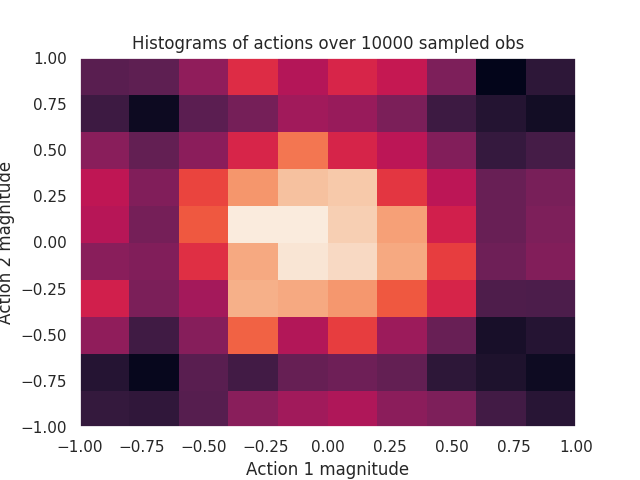 Histograms of actions over 10000 sampled obs
1.00
0.75
0.50
0.25
0.00
−0.25
−0.50
−0.75
−1.00
Action 2 magnitude
−1.00 −0.75 −0.50 −0.25 0.00 0.25 0.50 0.75 1.00
Action 1 magnitude